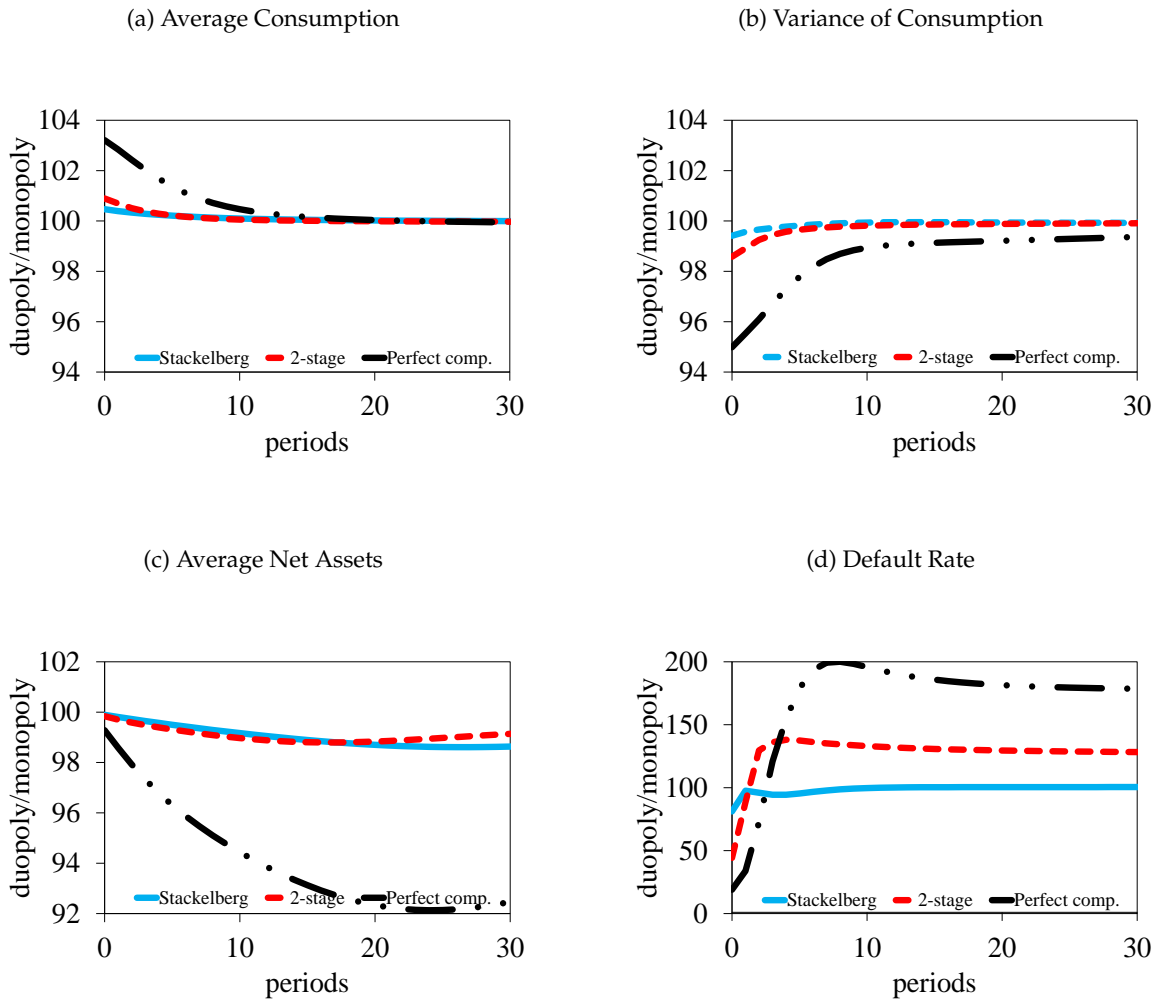 (a) Average Consumption
duopoly/monopoly
104
102
100
98
96
94
Stackelberg 2-stage Perfect comp.
0 10 20 30
periods
(b) Variance of Consumption
duopoly/monopoly
104
102
100
98
96
94
Stackelberg 2-stage Perfect comp.
0 10 20 30
periods
(c) Average Net Assets
duopoly/monopoly
102
100
98
96
94
92
Stackelberg 2-stage Perfect comp.
0 10 20 30
periods
(d) Default Rate
duopoly/monopoly
200
150
100
50
0
Stackelberg 2-stage Perfect comp.
0 10 20 30
periods